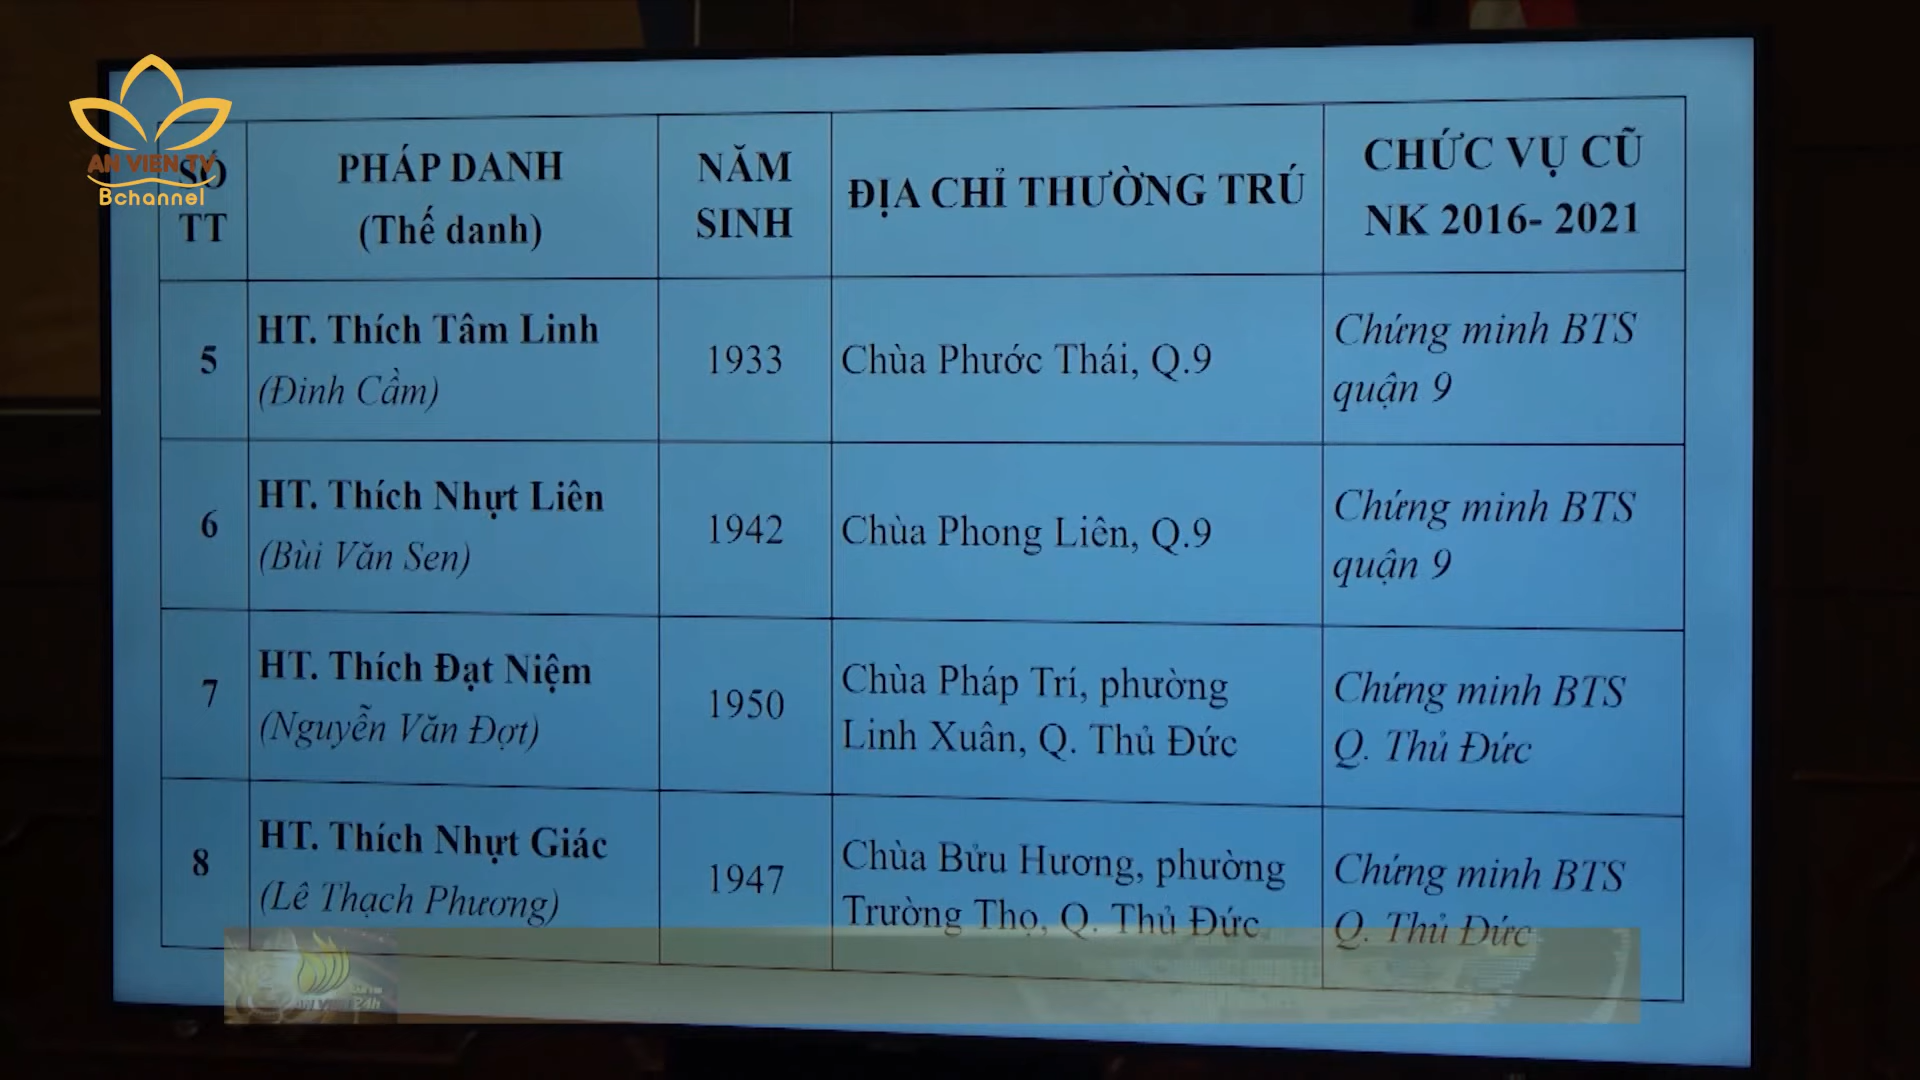 AN VIEN TV
Bchannel
SỐ
TT
PHÁP DANH
(Thế danh)
NĂM
SINH
ĐỊA CHỈ THƯỜNG TRÚ
CHỨC VỤ CŨ
NK 2016- 2021
5
HT. Thích Tâm Linh
(Đinh Cầm)
1933
Chùa Phước Thái, Q.9
Chứng minh BTS
quận 9
6
HT. Thích Nhựt Liên
(Bùi Văn Sen)
1942
Chùa Phong Liên, Q.9
Chứng minh BTS
quận 9
7
HT. Thích Đạt Niệm
(Nguyễn Văn Đợt)
1950
Chùa Pháp Trí, phường
Linh Xuân, Q. Thủ Đức
Chứng minh BTS
Q. Thủ Đức
8
HT. Thích Nhựt Giác
(Lê Thạch Phương)
1947
Chùa Bửu Hương, phường
Trường Thọ, Q. Thủ Đức
Chứng minh BTS
Q. Thủ Đức
AN VIEN 24h